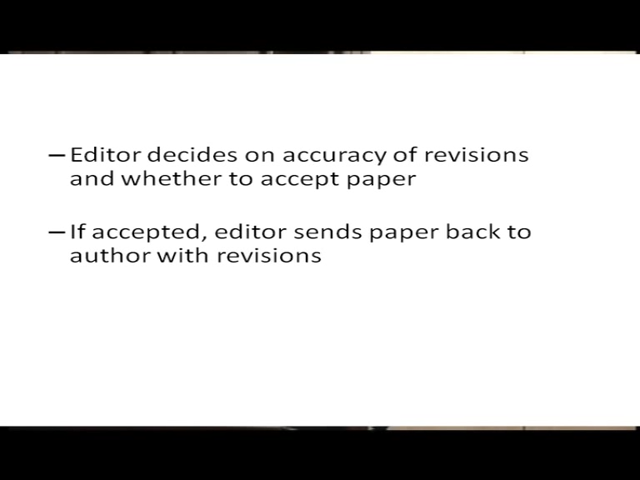 – Editor decides on accuracy of revisions
and whether to accept paper
– If accepted, editor sends paper back to
author with revisions